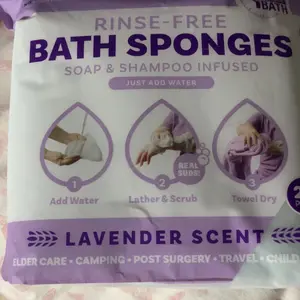 BATH
RINSE-FREE
BATH SPONGES
SOAP & SHAMPOO INFUSED
JUST ADD WATER
REAL SUDS!
1 2 3
Add Water Lather & Scrub Towel Dry
LAVENDER SCENT
ELDER CARE • CAMPING • POST SURGERY • TRAVEL • CHILD